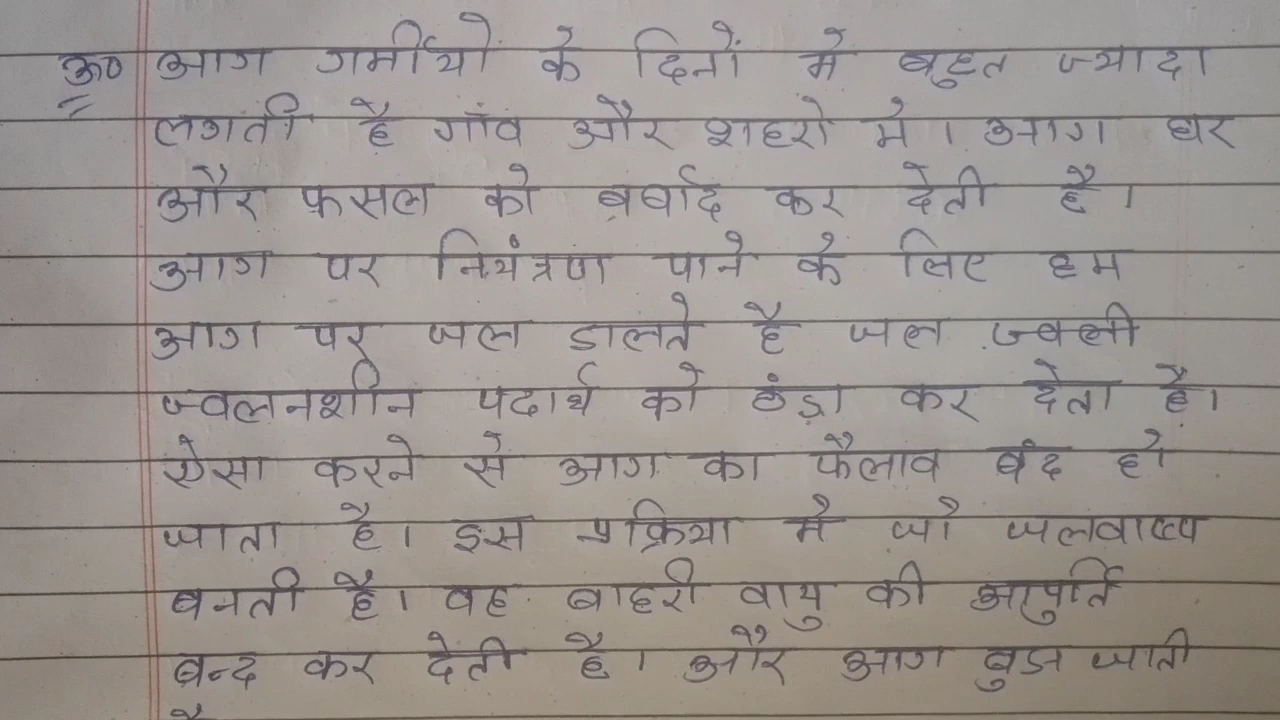 उ० आग गर्मीयो के दिनों मे बहुत ज्यादा
लगती है गाँव और शहरो मे । आग घर
और फसल को बर्बाद कर देती है ।
आग पर नियंत्रण पाने के लिए हम
आग पर जल डालते है जल ज्वली
ज्वलनशीन पदार्थ को ठंड़ा कर देता है ।
ऐसा करने से आग का फैलाव बंद हो
जाता है । इस प्रक्रिया मे जो जलवाष्प
बनती है । वह बाहरी वायु की आपुर्ति
बन्द कर देती है । और आग बुझ जाती